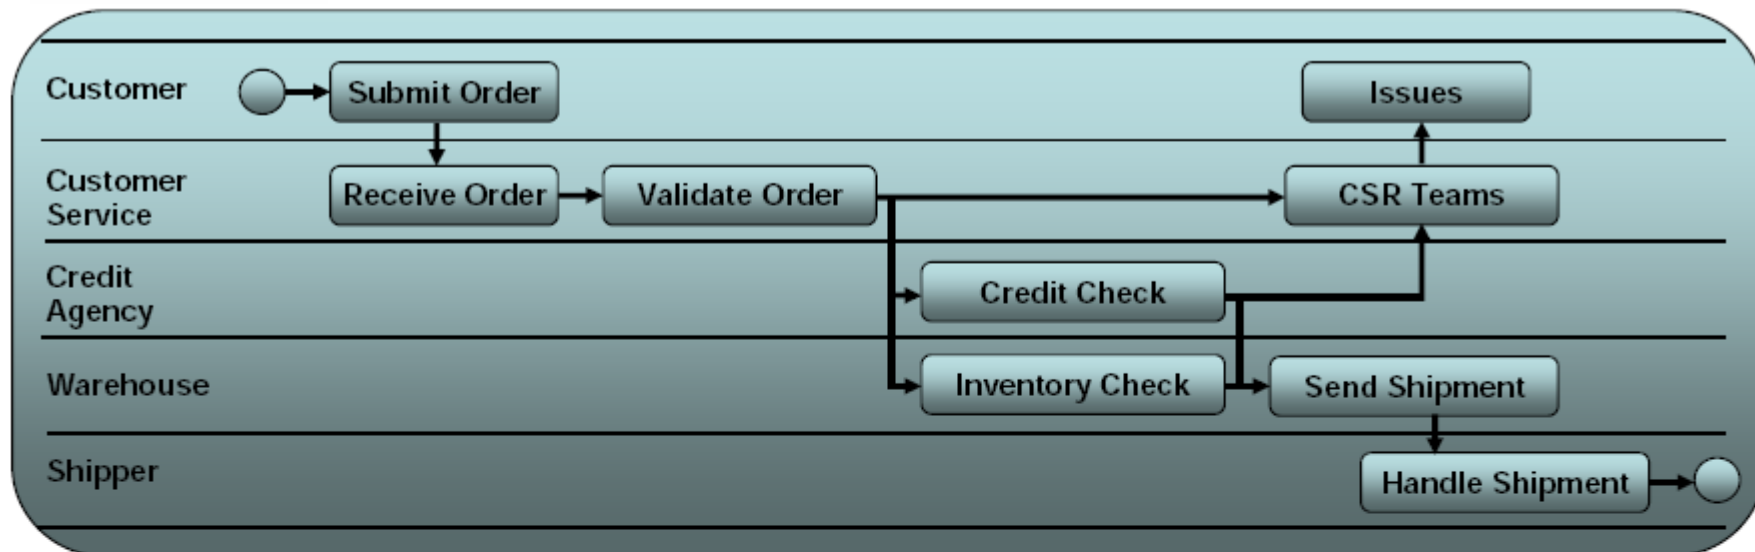 Customer
Submit Order
Issues
Customer
Service
Receive Order
Validate Order
CSR Teams
Credit
Agency
Credit Check
Warehouse
Inventory Check
Send Shipment
Shipper
Handle Shipment